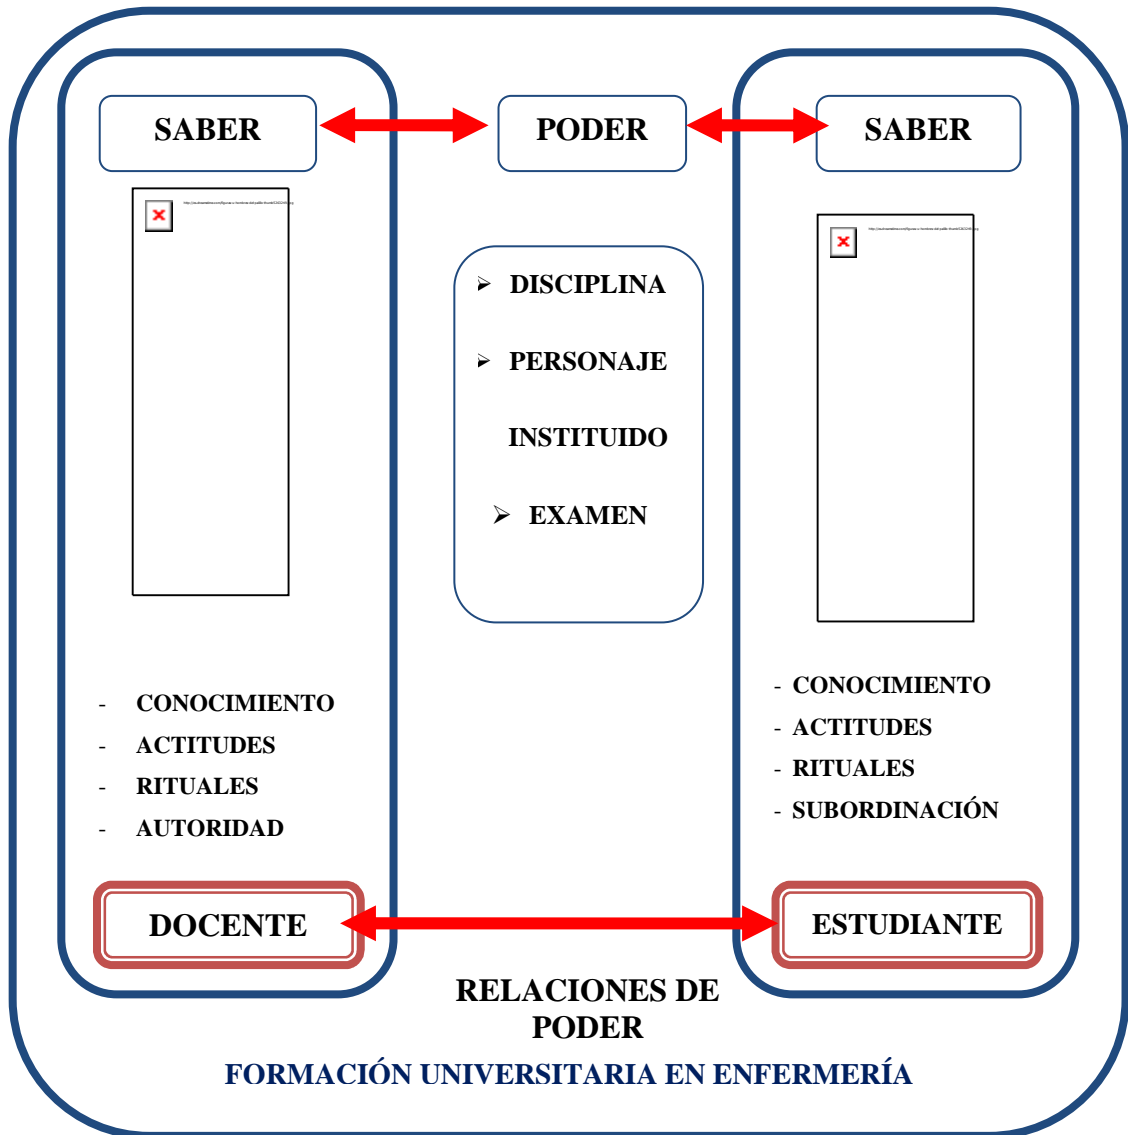 SABER
PODER
SABER
➢ DISCIPLINA
➢ PERSONAJE
INSTITUIDO
➢ EXAMEN
- CONOCIMIENTO
- ACTITUDES
- RITUALES
- AUTORIDAD
- CONOCIMIENTO
- ACTITUDES
- RITUALES
- SUBORDINACIÓN
DOCENTE
ESTUDIANTE
RELACIONES DE
PODER
FORMACIÓN UNIVERSITARIA EN ENFERMERÍA